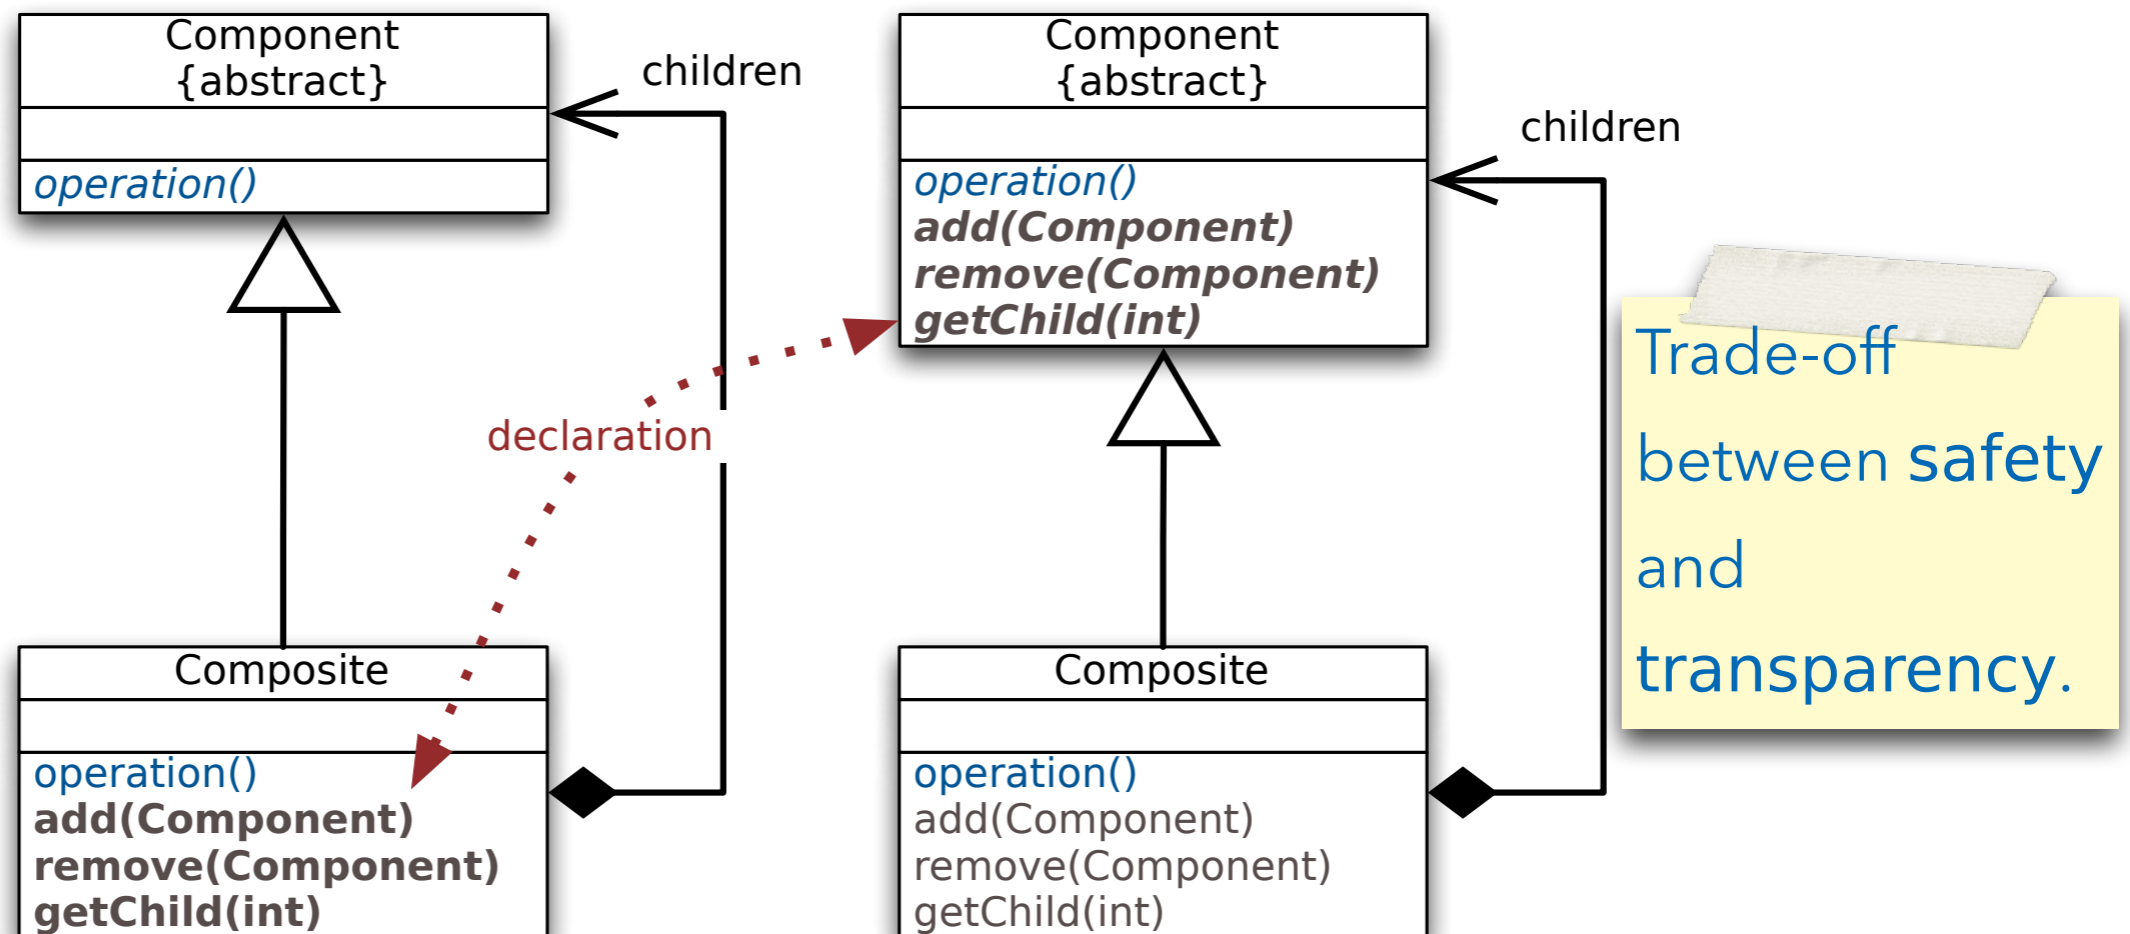 Component
{abstract}
operation()
children
Component
{abstract}
operation()
add(Component)
remove(Component)
getChild(int)
children
declaration
Composite
operation()
add(Component)
remove(Component)
getChild(int)
Composite
operation()
add(Component)
remove(Component)
getChild(int)
Trade-off
between safety
and
transparency.